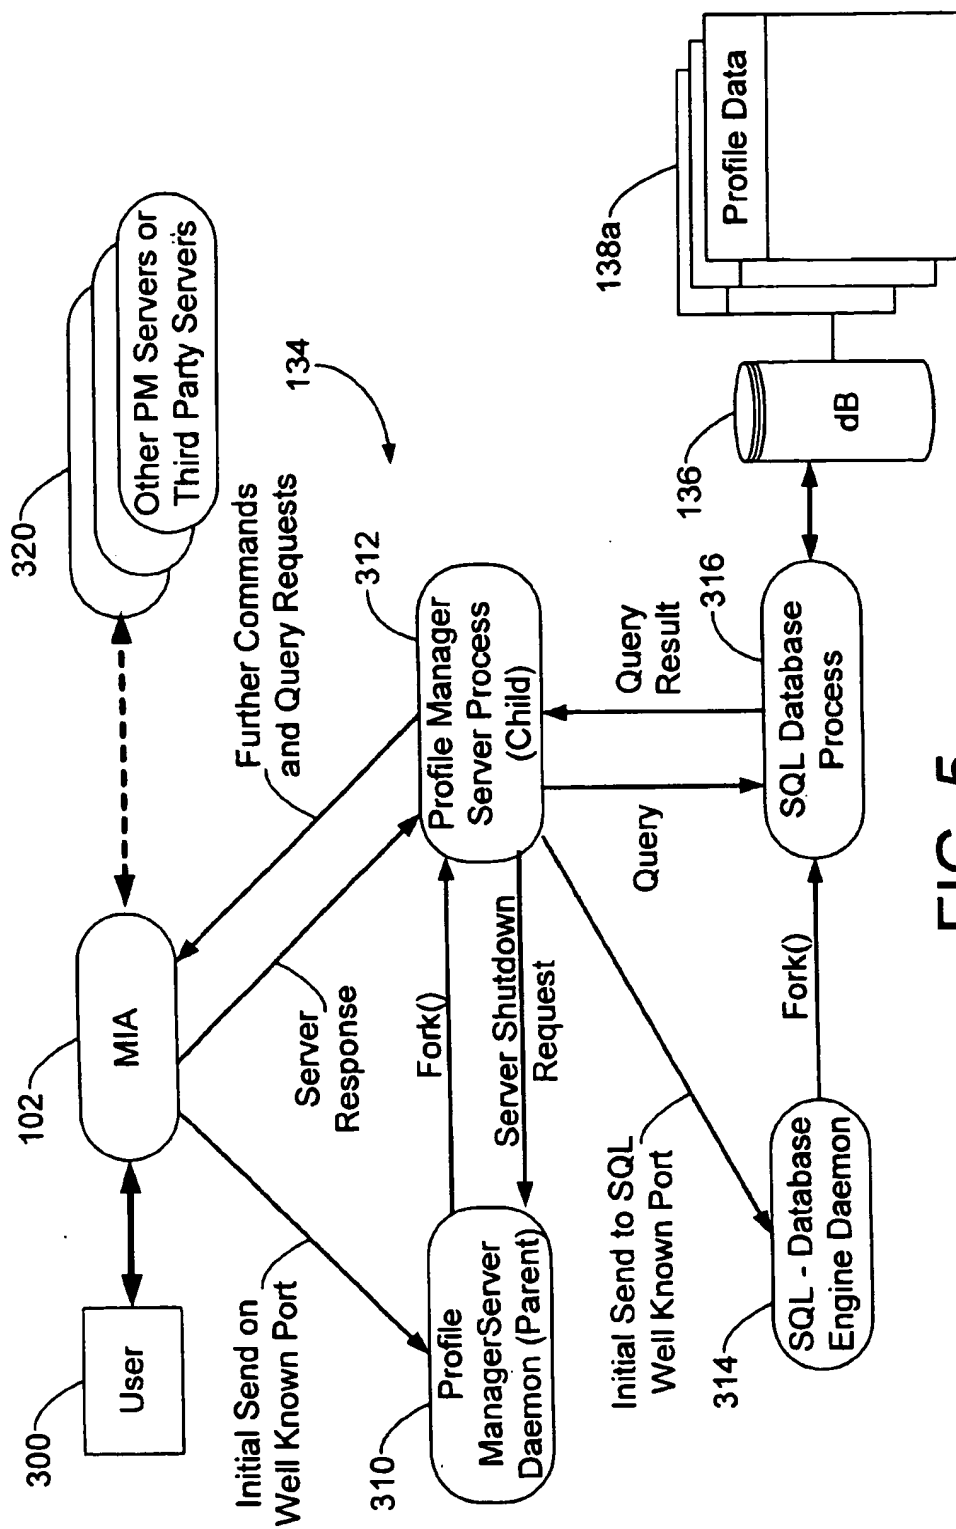 300
User
102
MIA
320
Other PM Servers or
Third Party Servers
Initial Send on
Well Known Port
Server
Response
Further Commands
and Query Requests
134
310
Profile
ManagerServer
Daemon (Parent)
Fork()
Server Shutdown
Request
312
Profile Manager
Server Process
(Child)
Initial Send to SQL
Well Known Port
Query
Query
Result
314
SQL - Database
Engine Daemon
Fork()
316
SQL Database
Process
136
dB
138a
Profile Data